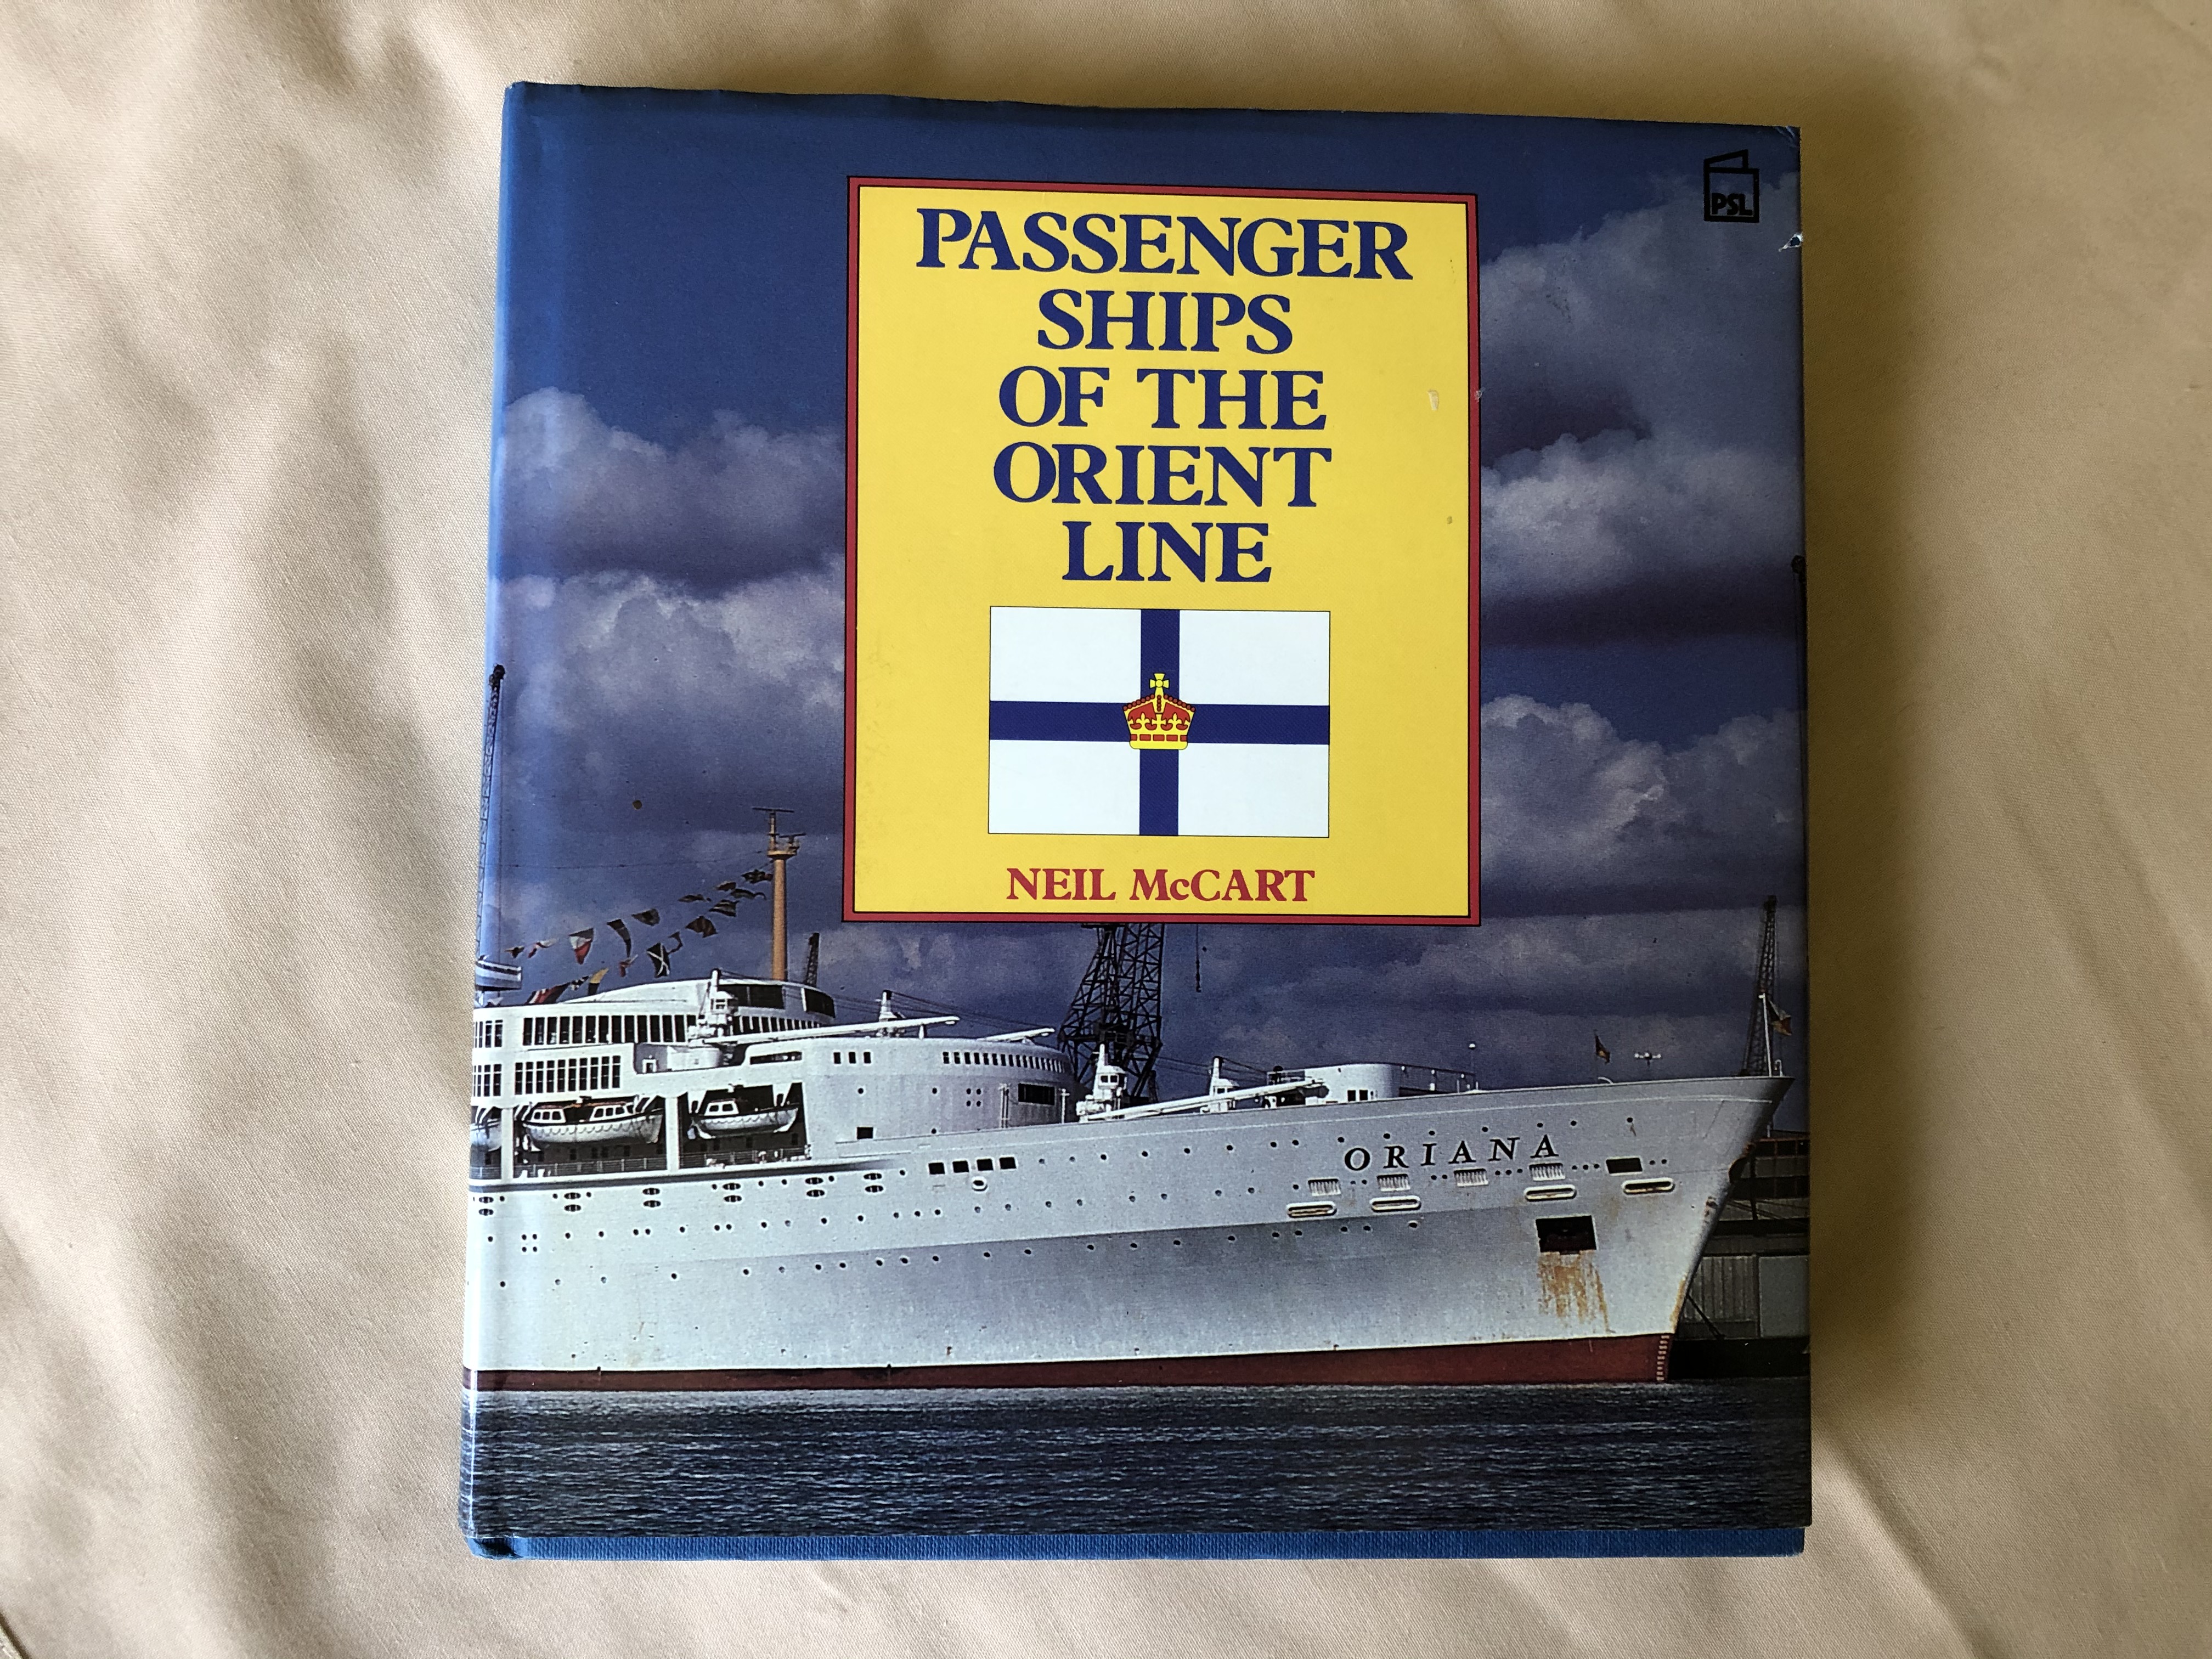 PSL
PASSENGER
SHIPS
OF THE
ORIENT
LINE
NEIL McCART
ORIANA